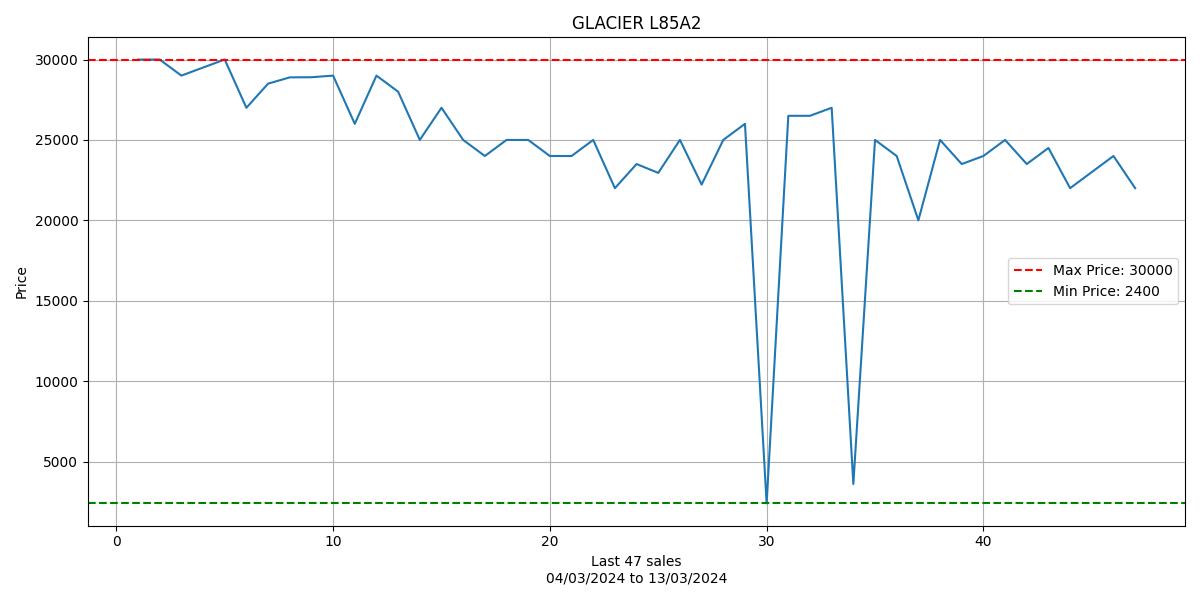 GLACIER L85A2
30000
25000
20000
15000
10000
5000
Price
Max Price: 30000
Min Price: 2400
0
10
20
30
40
Last 47 sales
04/03/2024 to 13/03/2024